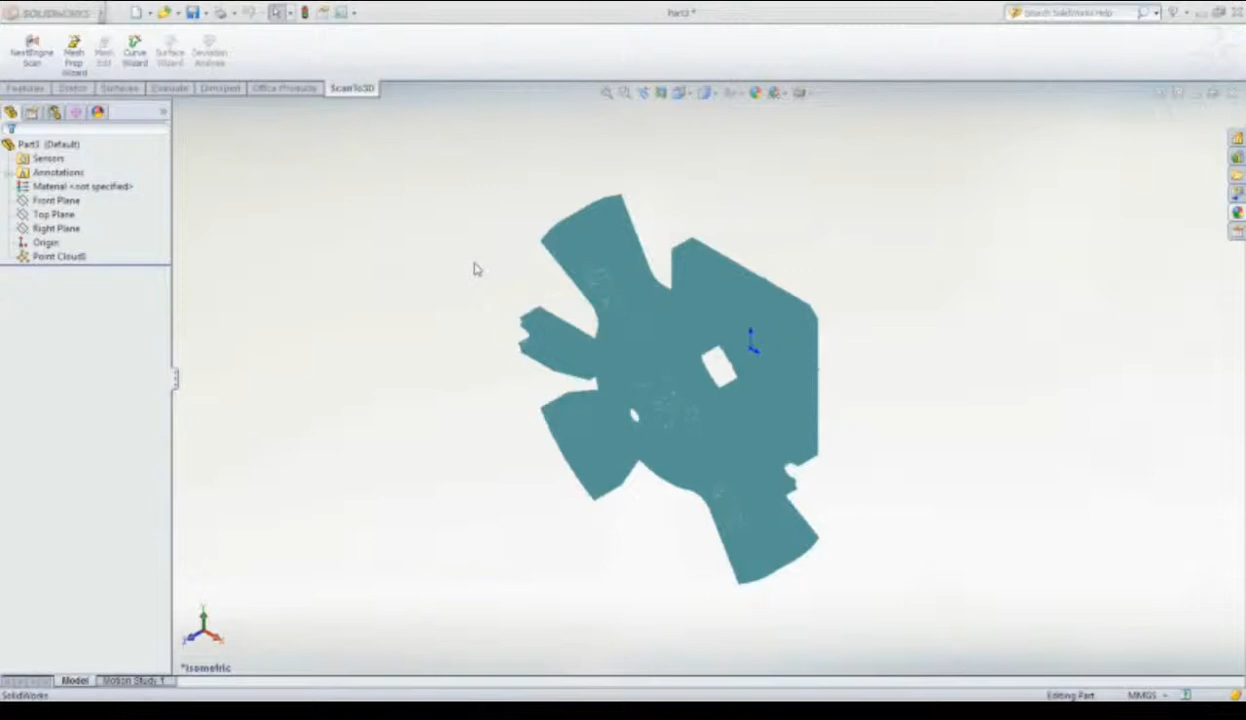 SOLIDWORKS
Part3 *
Search SolidWorks Help
NextEngine Scan
Mesh Prep Wizard
Mesh Edit
Curve Wizard
Surface Wizard
Deviation Analysis
Features
Sketch
Surfaces
Evaluate
DimXpert
Office Products
ScanTo3D
Part3 (Default)
Sensors
Annotations
Material <not specified>
Front Plane
Top Plane
Right Plane
Origin
*Isometric
Model
Motion Study 1
SolidWorks
Editing Part
MMGS